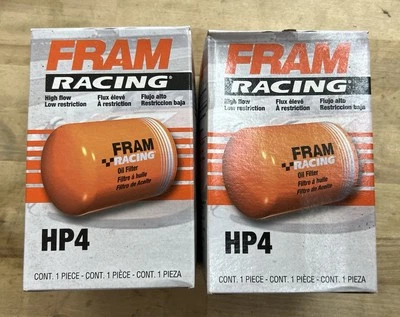 FRAM
RACING®
High flow Flux élevé Flujo alto
Low restriction À restriction Restriccion baja
FRAM
RACING
Oil Filter
Filtre à huile
Filtro de Aceite
HP4
CONT. 1 PIECE - CONT. 1 PIÈCE - CONT. 1 PIEZA
FRAM
RACING®
High flow Flux élevé Flujo alto
Low restriction À restriction Restriccion baja
FRAM
RACING
Oil Filter
Filtre à huile
Filtro de Aceite
HP4
CONT. 1 PIECE - CONT. 1 PIÈCE - CONT. 1 PIEZA